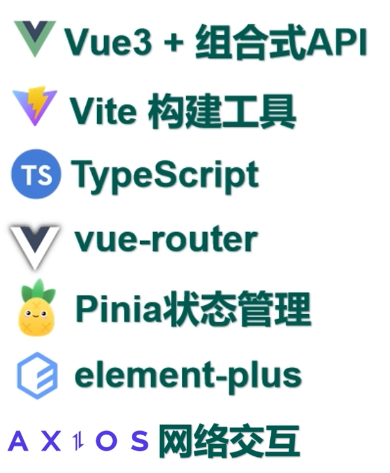 Vue3 + 组合式API
Vite 构建工具
TS TypeScript
vue-router
Pinia状态管理
element-plus
AXIOS 网络交互